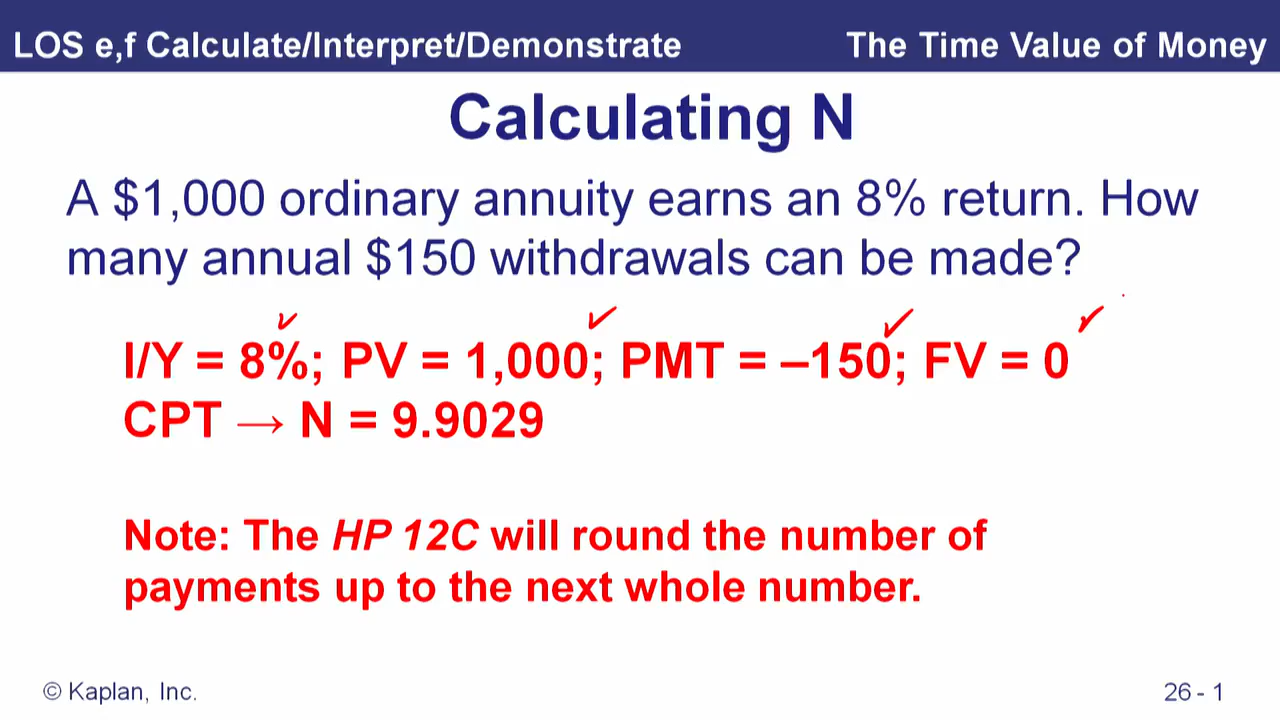 LOS e,f Calculate/Interpret/Demonstrate The Time Value of Money
Calculating N
A $1,000 ordinary annuity earns an 8% return. How
many annual $150 withdrawals can be made?
I/Y = 8%; PV = 1,000; PMT = –150; FV = 0
CPT → N = 9.9029
Note: The HP 12C will round the number of
payments up to the next whole number.
© Kaplan, Inc. 26 - 1